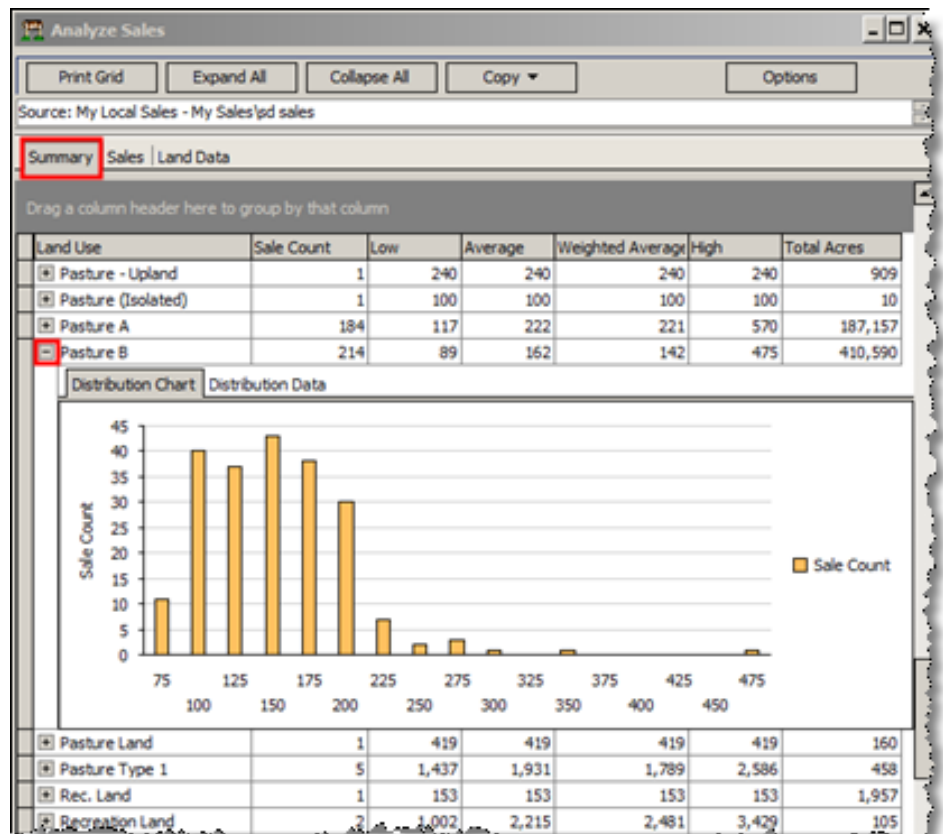 Analyze Sales
Print Grid Expand All Collapse All Copy Options
Source: My Local Sales - My Sales\sd sales
Summary Sales Land Data
Drag a column header here to group by that column
Land Use Sale Count Low Average Weighted Average High Total Acres
Pasture - Upland 1 240 240 240 240 909
Pasture (Isolated) 1 100 100 100 100 10
Pasture A 184 117 222 221 570 187,157
Pasture B 214 89 162 142 475 410,590
Distribution Chart Distribution Data
45
40
35
30
25
20
15
10
5
0
Sale Count
Sale Count
75 125 175 225 275 325 375 425 475
100 150 200 250 300 350 400 450
Pasture Land 1 419 419 419 419 160
Pasture Type 1 5 1,437 1,931 1,789 2,586 458
Rec. Land 1 153 153 153 153 1,957
Recreation Land 2 1,002 2,215 2,481 3,429 105